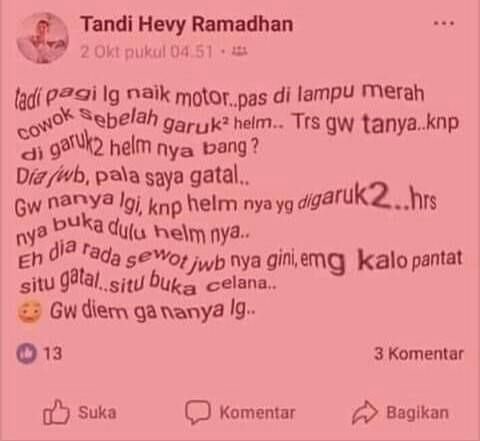 Tandi Hevy Ramadhan
2 Okt pukul 04.51
tadi pagi lg naik motor..pas di lampu merah
cowok sebelah garuk² helm.. Trs gw tanya..knp
di garuk2 helm nya bang ?
Dia jwb, pala saya gatal..
Gw nanya lgi, knp helm nya yg digaruk2..hrs
nya buka dulu helm nya..
Eh dia rada sewot jwb nya gini,emg kalo pantat
situ gatal..situ buka celana..
😳 Gw diem ga nanya lg..
13
3 Komentar
Suka
Komentar
Bagikan